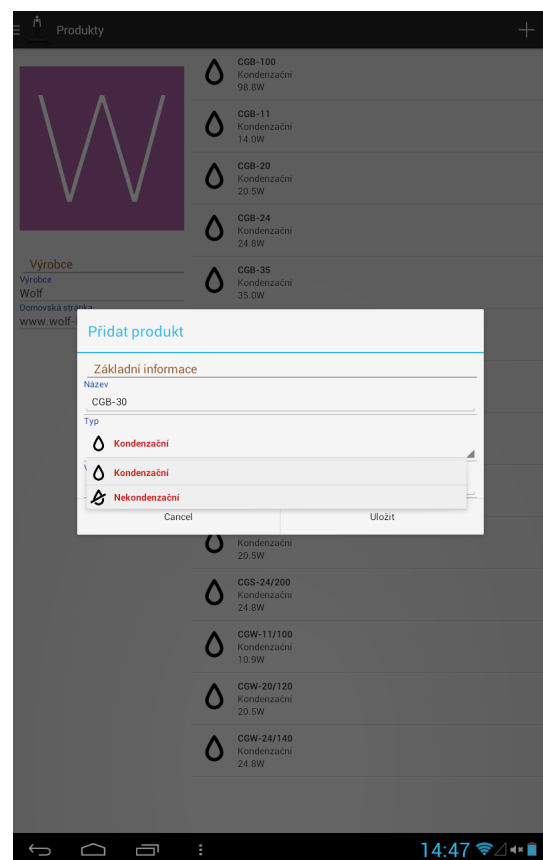 Produkty
W
Výrobce
Výrobce
Wolf
Domovská stránka
www.wolf-
CGB-100
Kondenzační
98.8W
CGB-11
Kondenzační
14.0W
CGB-20
Kondenzační
20.5W
CGB-24
Kondenzační
24.8W
CGB-35
Kondenzační
35.0W
Přidat produkt
Základní informace
Název
CGB-30
Typ
Kondenzační
V
Kondenzační
Nekondenzační
Cancel
Uložit
Kondenzační
20.5W
CGS-24/200
Kondenzační
24.8W
CGW-11/100
Kondenzační
10.9W
CGW-20/120
Kondenzační
20.5W
CGW-24/140
Kondenzační
24.8W
14:47